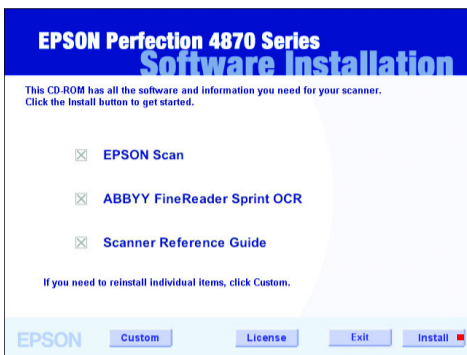 EPSON Perfection 4870 Series
Software Installation
This CD-ROM has all the software and information you need for your scanner.
Click the Install button to get started.
EPSON Scan
ABBYY FineReader Sprint OCR
Scanner Reference Guide
If you need to reinstall individual items, click Custom.
EPSON Custom License Exit Install